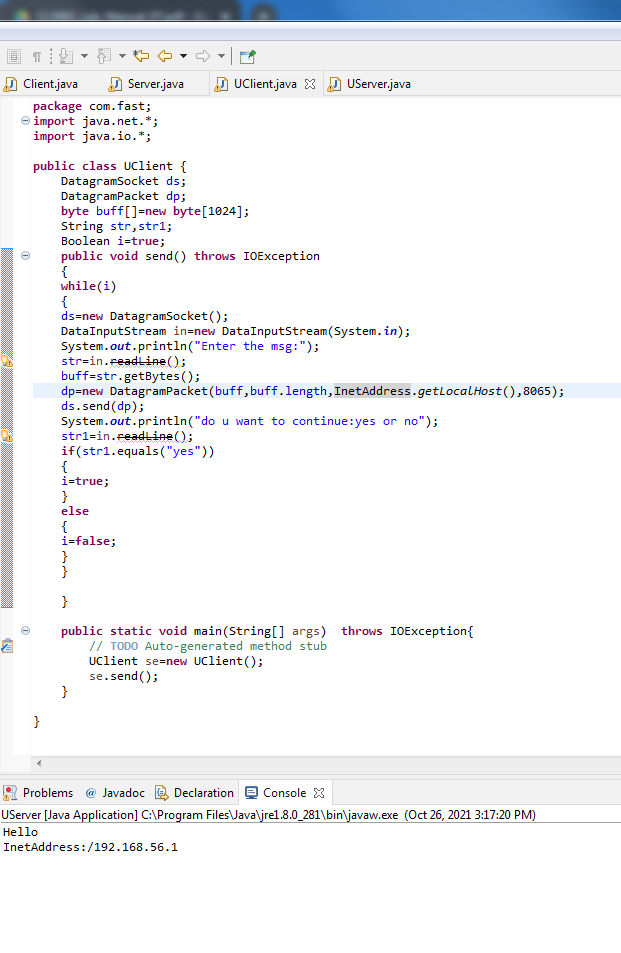 Client.java Server.java UClient.java UServer.java
package com.fast;
import java.net.*;
import java.io.*;
public class UClient {
DatagramSocket ds;
DatagramPacket dp;
byte buff[]=new byte[1024];
String str,str1;
Boolean i=true;
public void send() throws IOException
{
while(i)
{
ds=new DatagramSocket();
DataInputStream in=new DataInputStream(System.in);
System.out.println("Enter the msg:");
str=in.readLine();
buff=str.getBytes();
dp=new DatagramPacket(buff,buff.length,InetAddress.getLocalHost(),8065);
ds.send(dp);
System.out.println("do u want to continue:yes or no");
str1=in.readLine();
if(str1.equals("yes"))
{
i=true;
}
else
{
i=false;
}
}
}
public static void main(String[] args)  throws IOException{
// TODO Auto-generated method stub
UClient se=new UClient();
se.send();
}
}
Problems @ Javadoc Declaration Console
UServer [Java Application] C:\Program Files\Java\jre1.8.0_281\bin\javaw.exe (Oct 26, 2021 3:17:20 PM)
Hello
InetAddress:/192.168.56.1